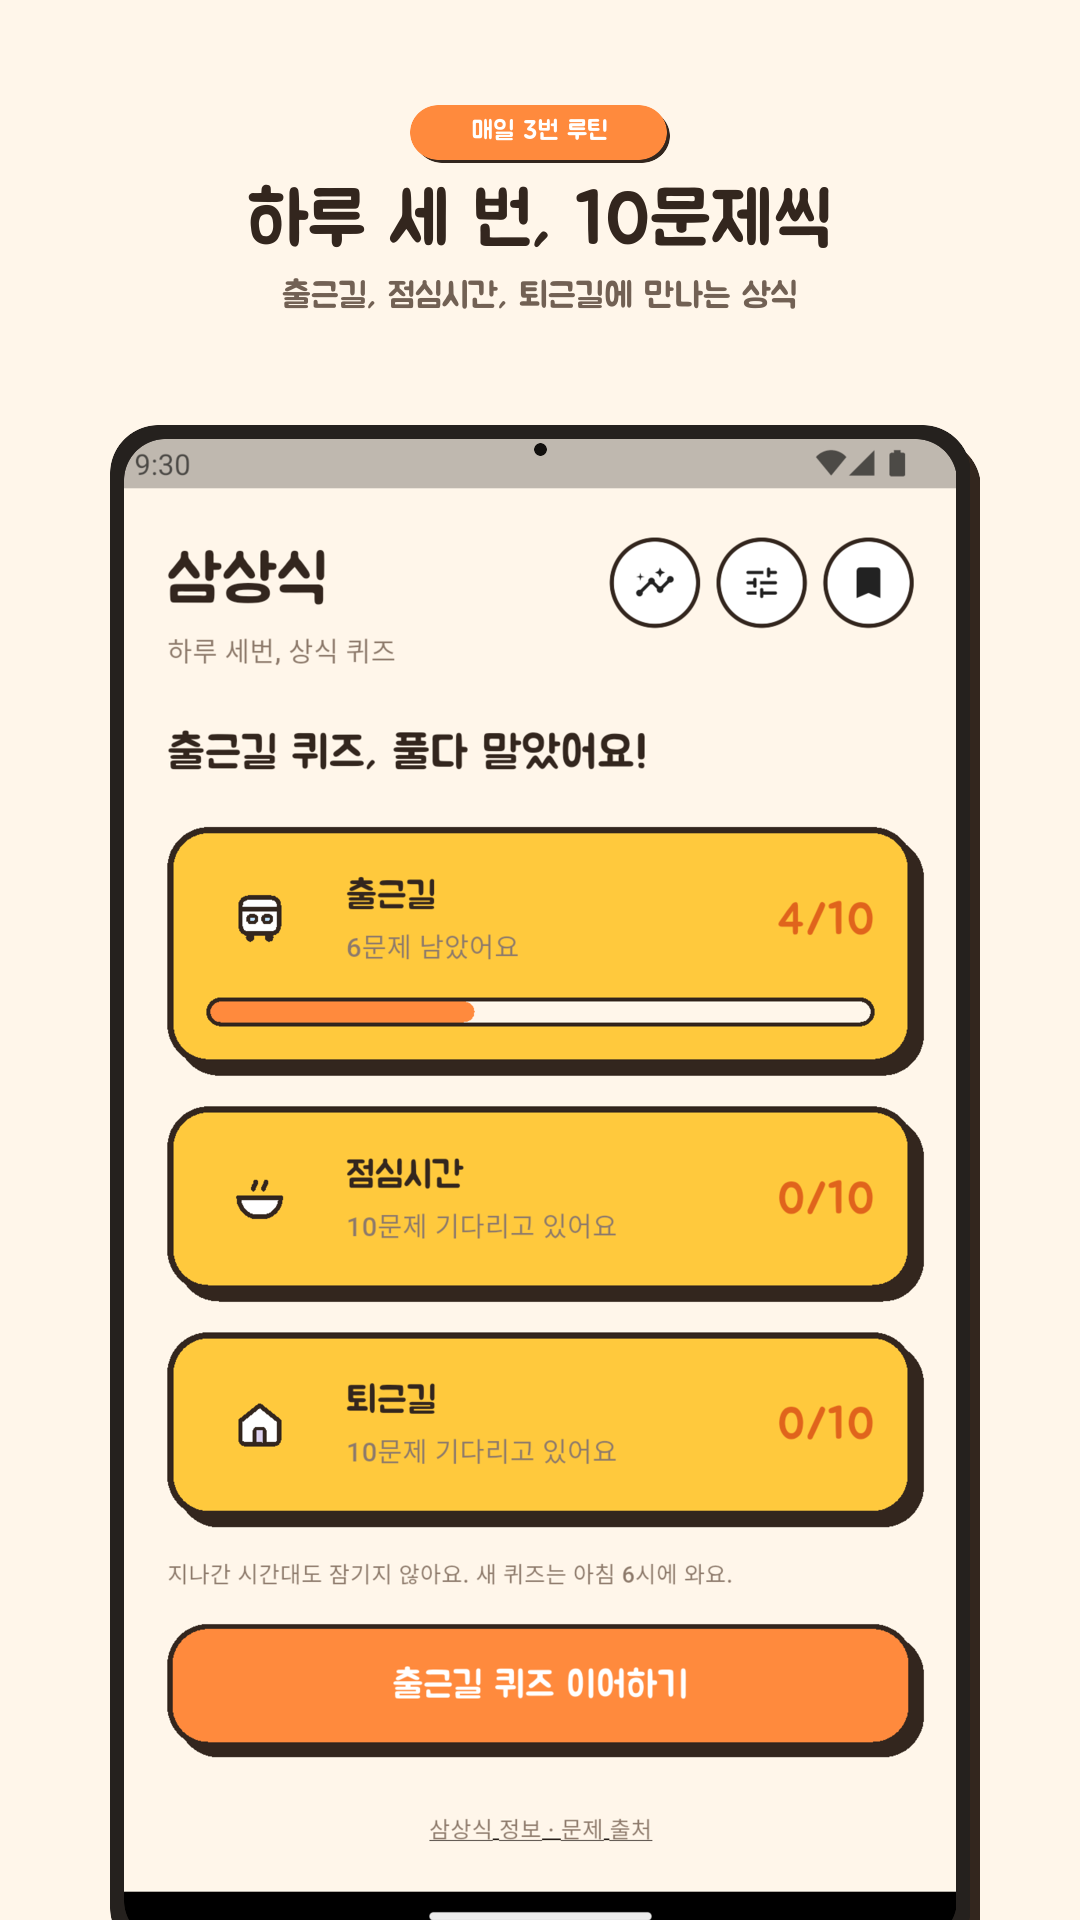 매일 3번 루틴
하루 세 번, 10문제씩
출근길, 점심시간, 퇴근길에 만나는 상식
9:30
삼상식
하루 세번, 상식 퀴즈
출근길 퀴즈, 풀다 말았어요!
출근길
6문제 남았어요
4/10
점심시간
10문제 기다리고 있어요
0/10
퇴근길
10문제 기다리고 있어요
0/10
지나간 시간대도 잠기지 않아요. 새 퀴즈는 아침 6시에 와요.
출근길 퀴즈 이어하기
삼상식 정보 · 문제 출처